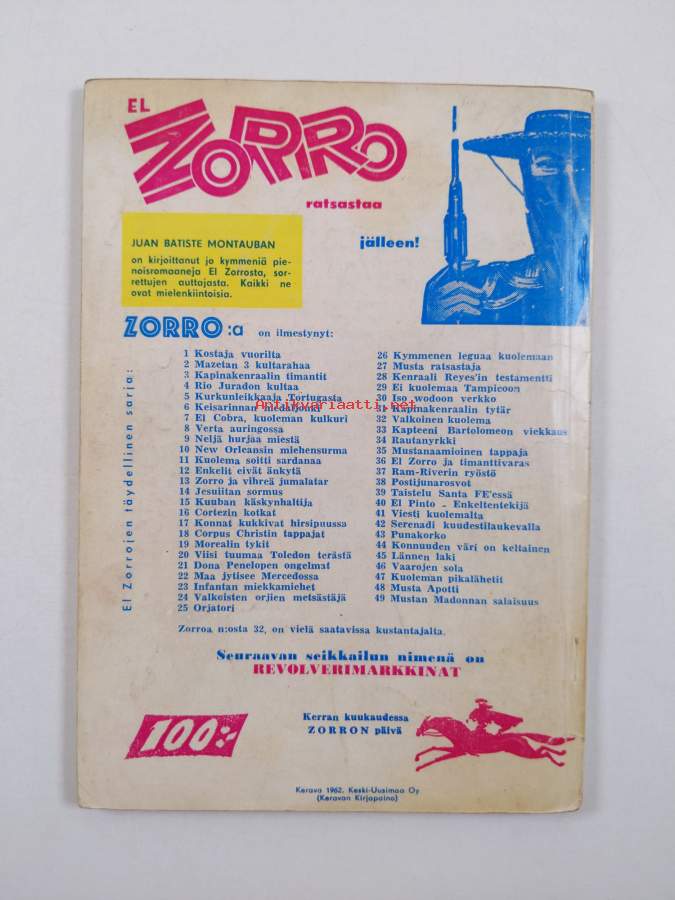 EL
ZORRO
ratsastaa
jälleen!
JUAN BATISTE MONTAUBAN
on kirjoittanut jo kymmeniä pie-
noisromaaneja El Zorrosta, sor-
rettujen auttajasta. Kaikki ne
ovat mielenkiintoisia.
ZORRO:a on ilmestynyt:
El Zorrojen täydellinen sarja:
1 Kostaja vuorilta
2 Mazetan 3 kultarahaa
3 Kapinakenraalin timantit
4 Rio Juradon kultaa
5 Kurkunleikkaaja Tortugasta
6 Keisarinnan medaljonki
7 El Cobra, kuoleman kulkuri
8 Verta auringossa
9 Neljä hurjaa miestä
10 New Orleansin miehensurma
11 Kuolema soitti sardanaa
12 Enkelit eivät änkytä
13 Zorro ja vihreä jumalatar
14 Jesuiitan sormus
15 Kuuban käskynhaltija
16 Cortezin kotkat
17 Konnat kukkivat hirsipuussa
18 Corpus Christin tappajat
19 Morealin tykit
20 Viisi tuumaa Toledon terästä
21 Dona Penelopen ongelmat
22 Maa jytisee Mercedossa
23 Infantan miekkamiehet
24 Valkoisten orjien metsästäjä
25 Orjatori
26 Kymmenen leguaa kuolemaan
27 Musta ratsastaja
28 Kenraali Reyes'in testamentti
29 Ei kuolemaa Tampicoon
30 Iso wodoon verkko
31 Kapinakenraalin tytär
32 Valkoinen kuolema
33 Kapteeni Bartolomeon viekkaus
34 Rautanyrkki
35 Mustanaamioinen tappaja
36 El Zorro ja timanttivaras
37 Ram-Riverin ryöstö
38 Postijunarosvot
39 Taistelu Santa FE'essä
40 El Pinto - Enkeltentekijä
41 Viesti kuolemalta
42 Serenadi kuudestilaukevalla
43 Punakorko
44 Konnuuden väri on keltainen
45 Lännen laki
46 Vaarojen sola
47 Kuoleman pikalähetit
48 Musta Apotti
49 Mustan Madonnan salaisuus
Antikvariaatti.net
Zorroa n:osta 32, on vielä saatavissa kustantajalta.
Seuraavan seikkailun nimenä on
REVOLVERIMARKKINAT
100:-
Kerran kuukaudessa
ZORRON päivä
Kerava 1962, Keski-Uusimaa Oy
(Keravan Kirjapaino)